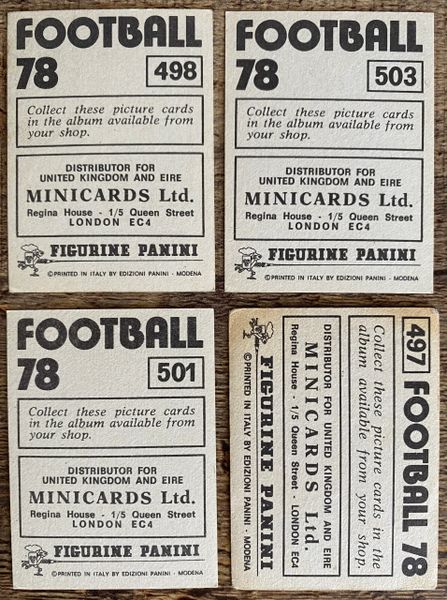 FOOTBALL
78 498
Collect these picture cards
in the album available from
your shop.
DISTRIBUTOR FOR
UNITED KINGDOM AND EIRE
MINICARDS Ltd.
Regina House - 1/5 Queen Street
LONDON EC4
FIGURINE PANINI
©PRINTED IN ITALY BY EDIZIONI PANINI - MODENA
FOOTBALL
78 503
Collect these picture cards
in the album available from
your shop.
DISTRIBUTOR FOR
UNITED KINGDOM AND EIRE
MINICARDS Ltd.
Regina House - 1/5 Queen Street
LONDON EC4
FIGURINE PANINI
©PRINTED IN ITALY BY EDIZIONI PANINI - MODENA
FOOTBALL
78 501
Collect these picture cards
in the album available from
your shop.
DISTRIBUTOR FOR
UNITED KINGDOM AND EIRE
MINICARDS Ltd.
Regina House - 1/5 Queen Street
LONDON EC4
FIGURINE PANINI
©PRINTED IN ITALY BY EDIZIONI PANINI - MODENA
497 FOOTBALL 78
Collect these picture cards in the
album available from your shop.
DISTRIBUTOR FOR UNITED KINGDOM AND EIRE
MINICARDS Ltd.
Regina House - 1/5 Queen Street LONDON EC4
FIGURINE PANINI
©PRINTED IN ITALY BY EDIZIONI PANINI - MODENA